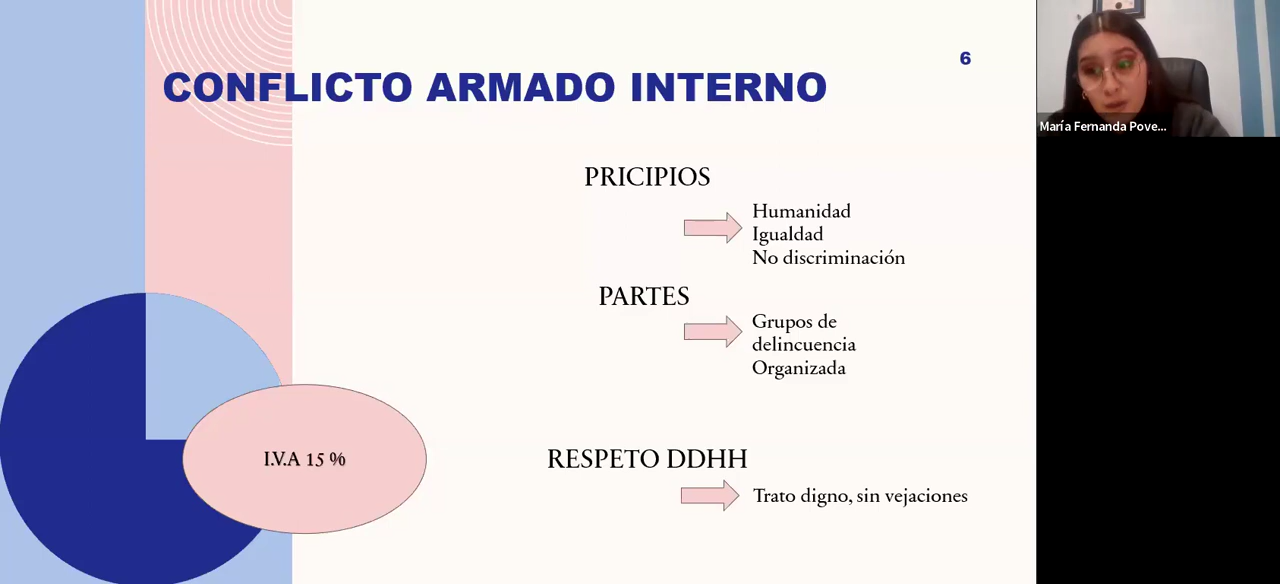 CONFLICTO ARMADO INTERNO
6
PRICIPIOS
Humanidad
Igualdad
No discriminación
PARTES
Grupos de
delincuencia
Organizada
I.V.A 15 %
RESPETO DDHH
Trato digno, sin vejaciones
María Fernanda Pove...